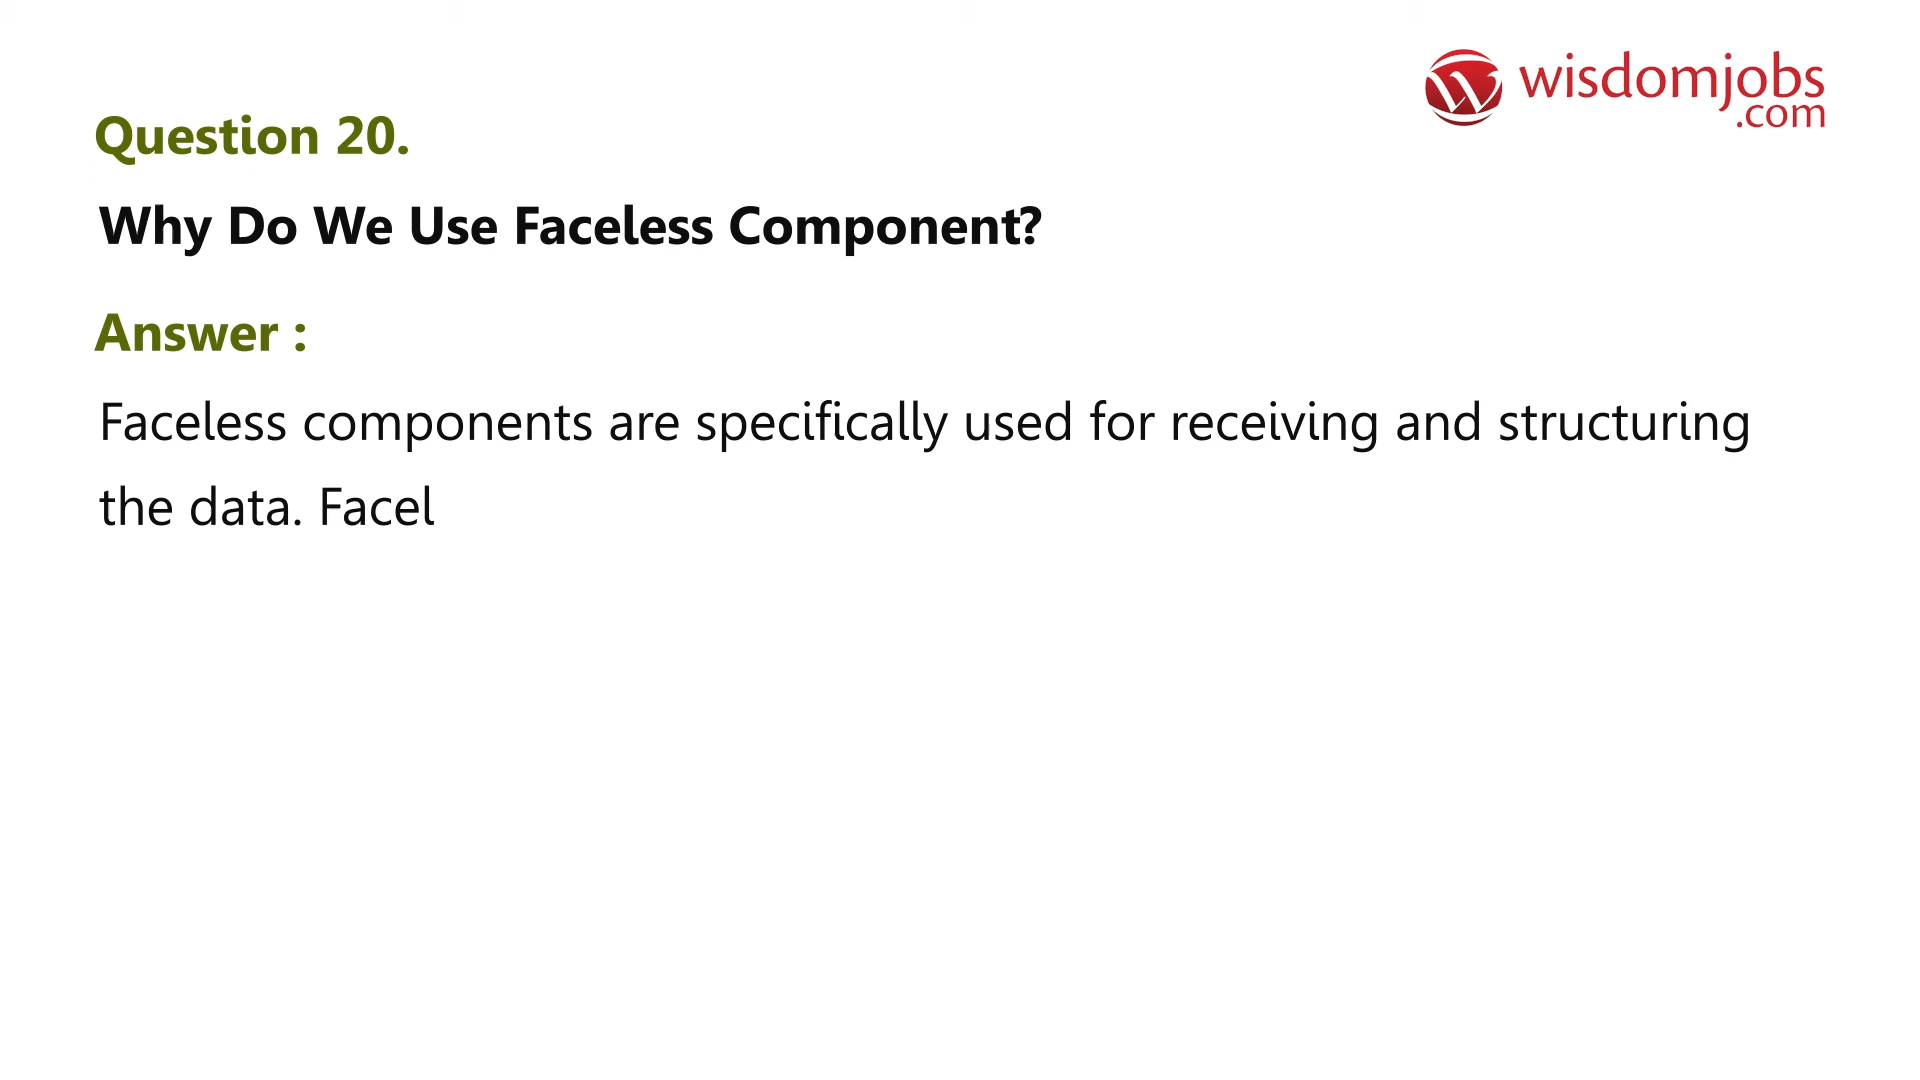 wisdomjobs
.com
Question 20.
Why Do We Use Faceless Component?
Answer :
Faceless components are specifically used for receiving and structuring
the data. Facel